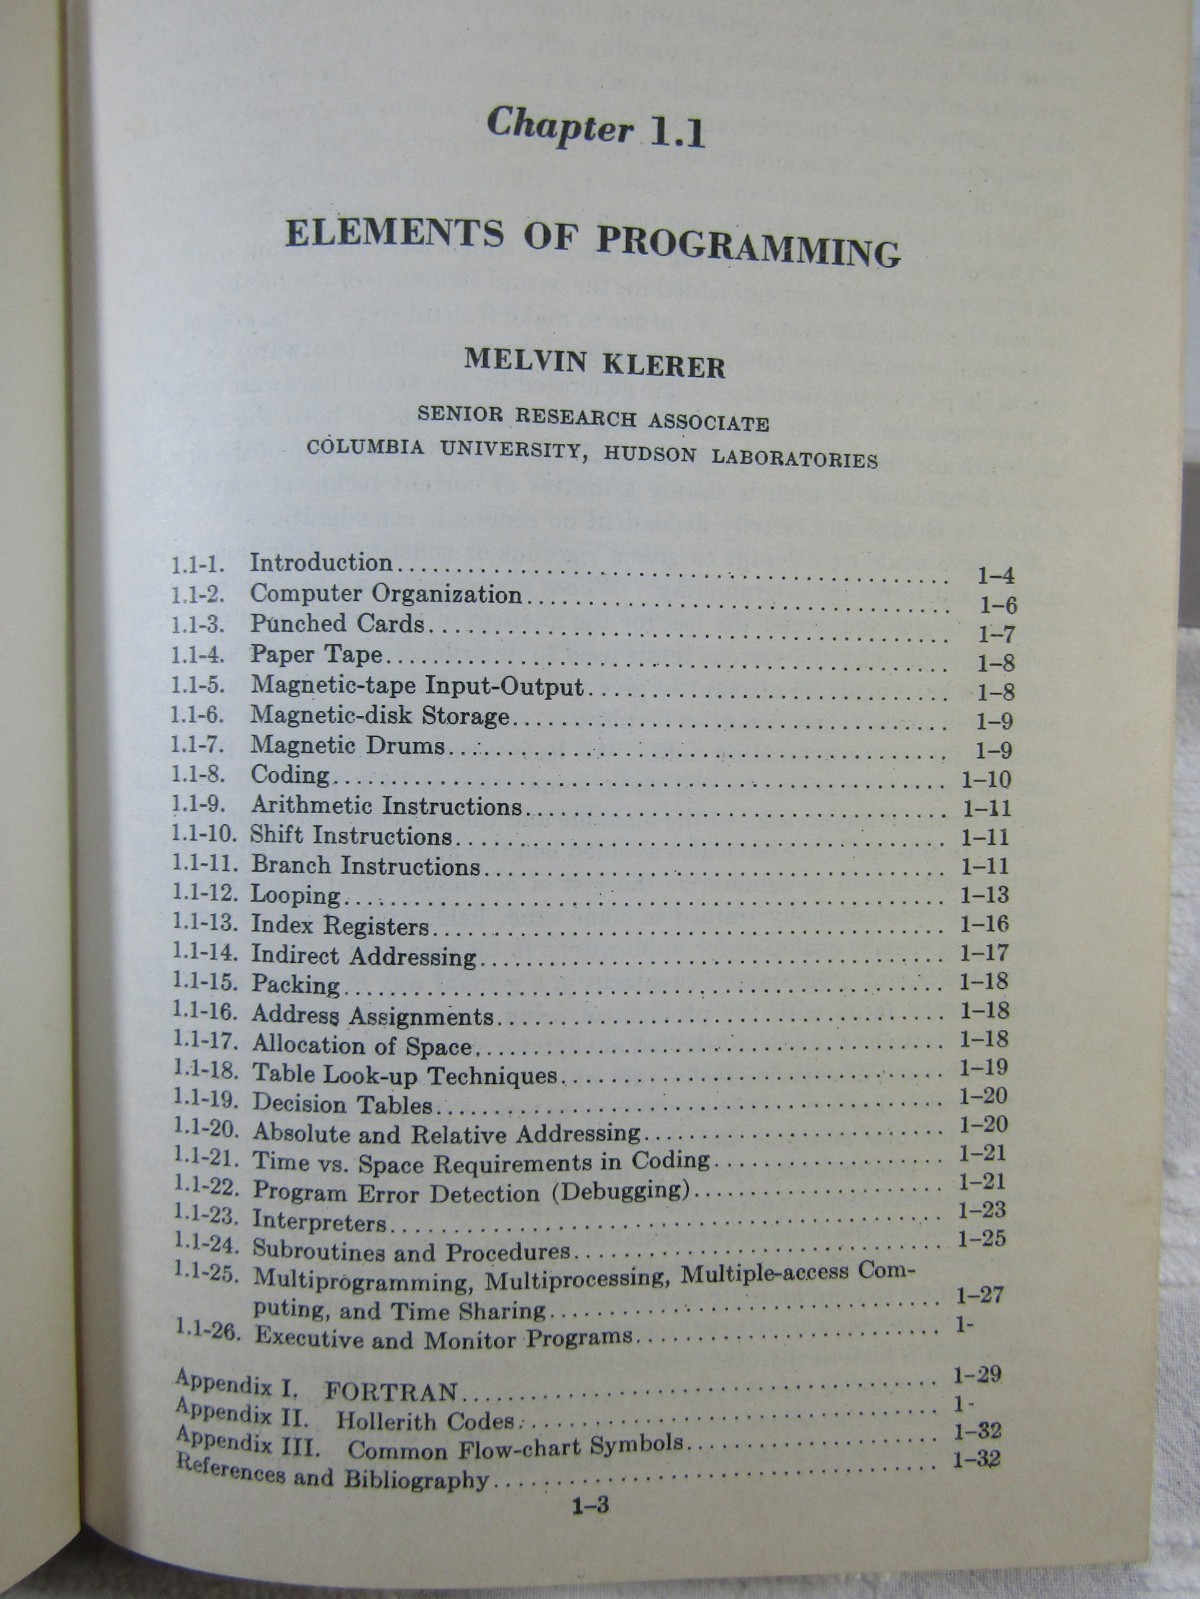 Chapter 1.1
ELEMENTS OF PROGRAMMING
MELVIN KLERER
SENIOR RESEARCH ASSOCIATE
COLUMBIA UNIVERSITY, HUDSON LABORATORIES
1.1-1. Introduction 1–4
1.1-2. Computer Organization 1–6
1.1-3. Punched Cards 1–7
1.1-4. Paper Tape 1–8
1.1-5. Magnetic-tape Input-Output 1–8
1.1-6. Magnetic-disk Storage 1–9
1.1-7. Magnetic Drums 1–9
1.1-8. Coding 1–10
1.1-9. Arithmetic Instructions 1–11
1.1-10. Shift Instructions 1–11
1.1-11. Branch Instructions 1–11
1.1-12. Looping 1–13
1.1-13. Index Registers 1–16
1.1-14. Indirect Addressing 1–17
1.1-15. Packing 1–18
1.1-16. Address Assignments 1–18
1.1-17. Allocation of Space 1–18
1.1-18. Table Look-up Techniques 1–19
1.1-19. Decision Tables 1–20
1.1-20. Absolute and Relative Addressing 1–20
1.1-21. Time vs. Space Requirements in Coding 1–21
1.1-22. Program Error Detection (Debugging) 1–21
1.1-23. Interpreters 1–23
1.1-24. Subroutines and Procedures 1–25
1.1-25. Multiprogramming, Multiprocessing, Multiple-access Com-
puting, and Time Sharing 1–27
1.1-26. Executive and Monitor Programs 1-
Appendix I. FORTRAN 1–29
Appendix II. Hollerith Codes 1-
Appendix III. Common Flow-chart Symbols 1–32
References and Bibliography 1–32
1–3